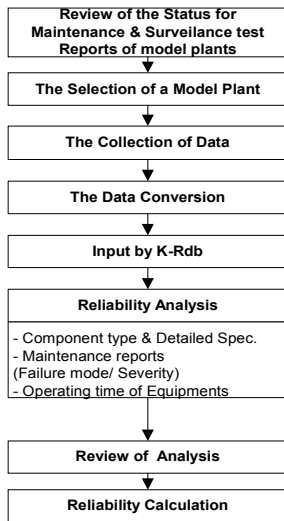 Review of the Status for
Maintenance & Surveilance test
Reports of model plants
The Selection of a Model Plant
The Collection of Data
The Data Conversion
Input by K-Rdb
Reliability Analysis
- Component type & Detailed Spec.
- Maintenance reports
(Failure mode/ Severity)
- Operating time of Equipments
Review of Analysis
Reliability Calculation